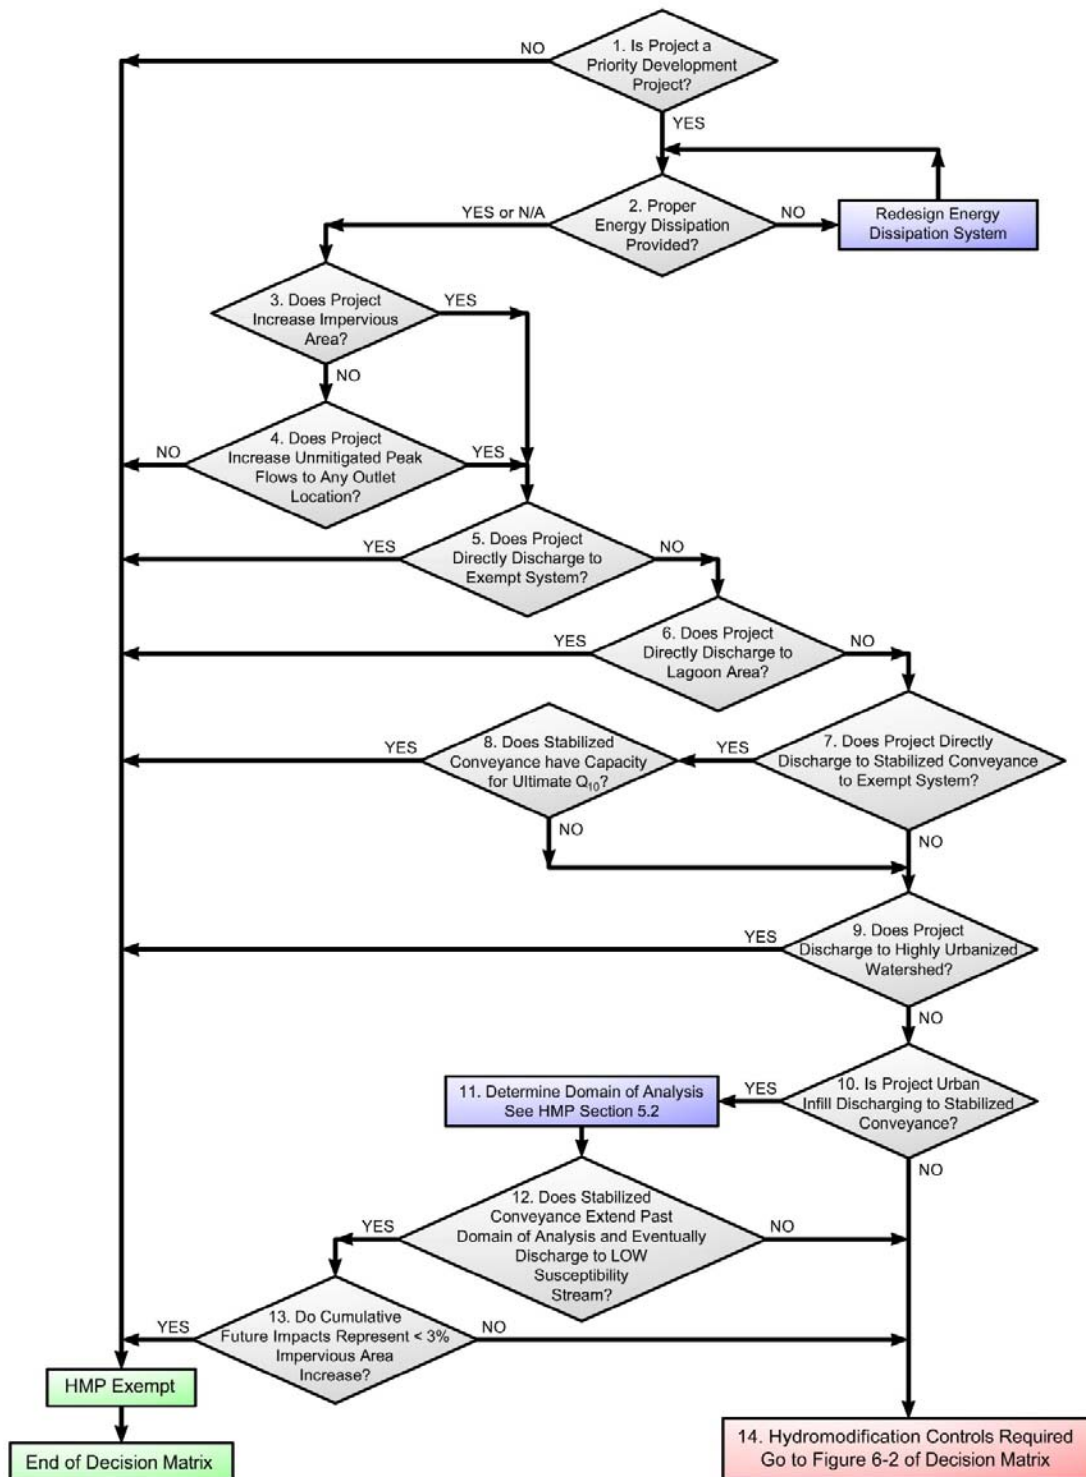 1. Is Project a
Priority Development
Project?
NO
YES
2. Proper
Energy Dissipation
Provided?
YES or N/A
NO
Redesign Energy
Dissipation System
3. Does Project
Increase Impervious
Area?
YES
NO
4. Does Project
Increase Unmitigated Peak
Flows to Any Outlet
Location?
NO
YES
5. Does Project
Directly Discharge to
Exempt System?
YES
NO
6. Does Project
Directly Discharge to
Lagoon Area?
YES
NO
7. Does Project Directly
Discharge to Stabilized Conveyance
to Exempt System?
YES
NO
8. Does Stabilized
Conveyance have Capacity
for Ultimate Q10?
YES
NO
9. Does Project
Discharge to Highly Urbanized
Watershed?
YES
NO
10. Is Project Urban
Infill Discharging to Stabilized
Conveyance?
YES
NO
11. Determine Domain of Analysis
See HMP Section 5.2
12. Does Stabilized
Conveyance Extend Past
Domain of Analysis and Eventually
Discharge to LOW
Susceptibility
Stream?
YES
NO
13. Do Cumulative
Future Impacts Represent < 3%
Impervious Area
Increase?
YES
NO
HMP Exempt
End of Decision Matrix
14. Hydromodification Controls Required
Go to Figure 6-2 of Decision Matrix